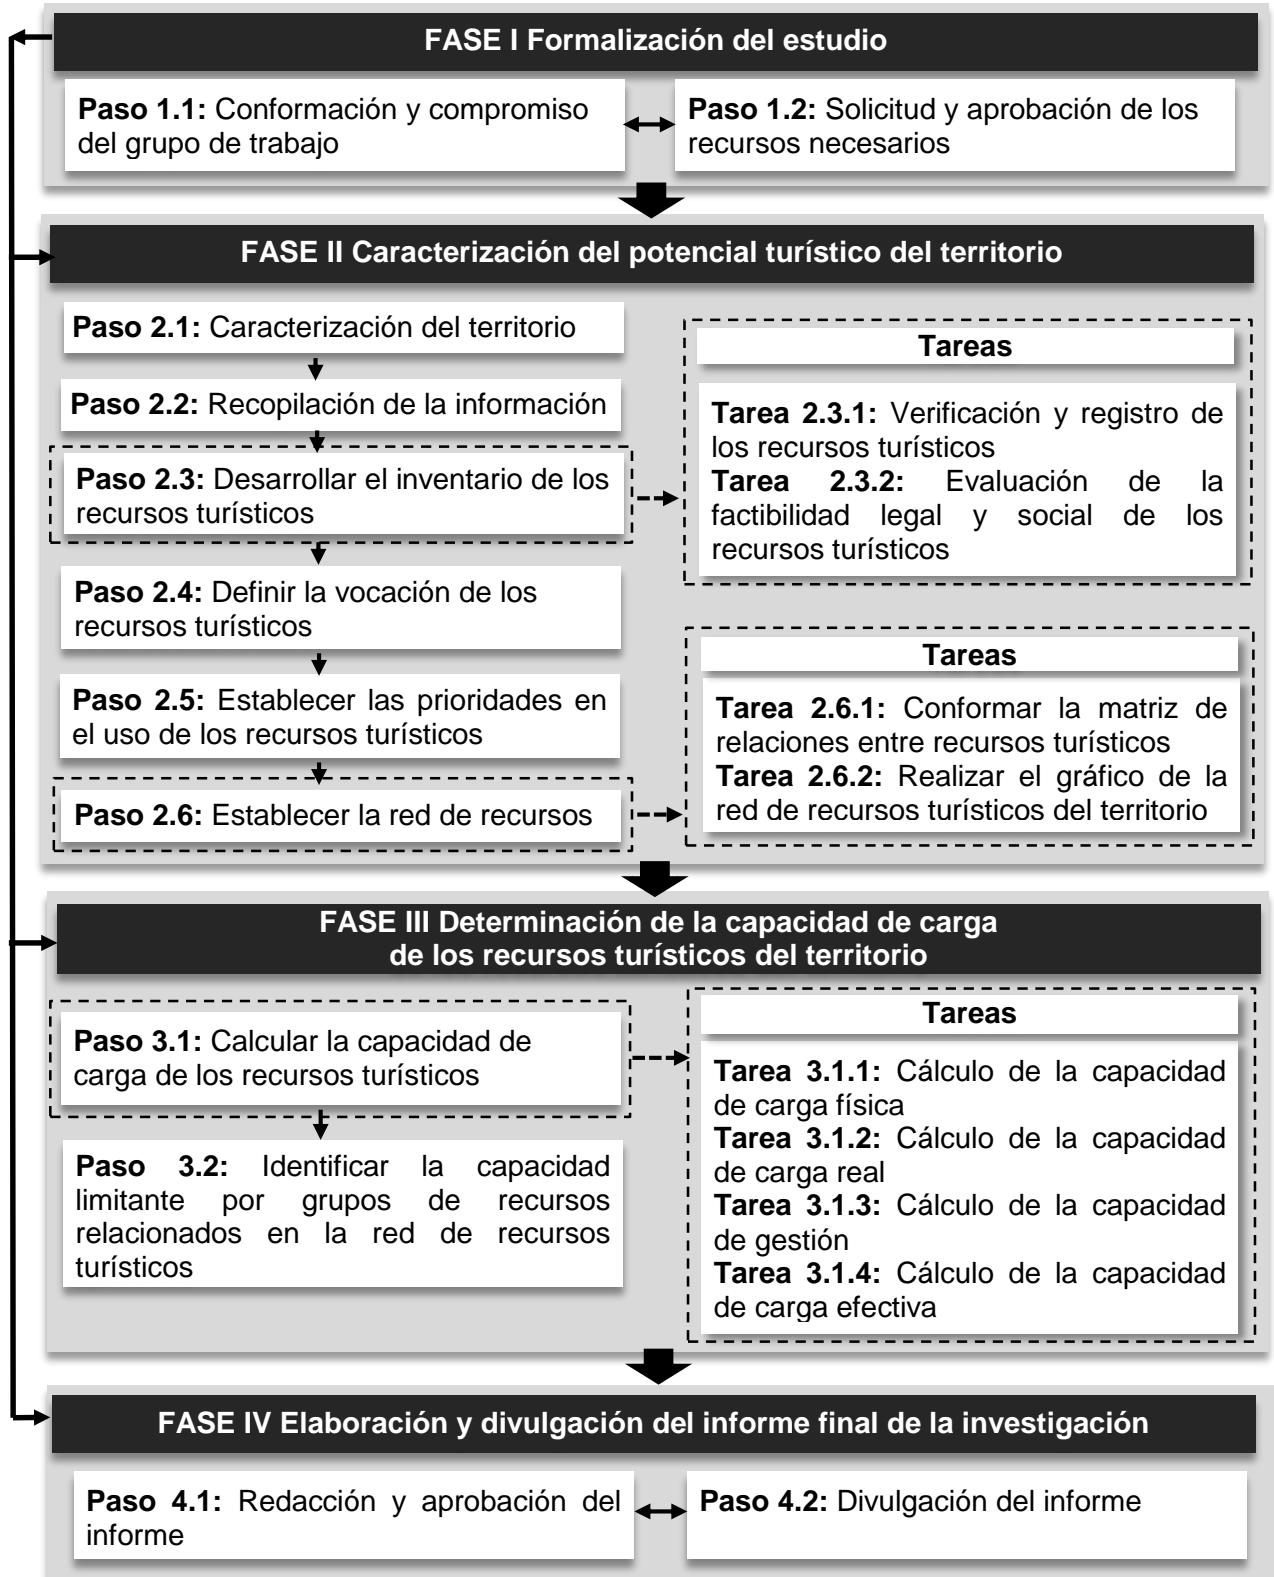 FASE I Formalización del estudio
Paso 1.1: Conformación y compromiso
del grupo de trabajo
Paso 1.2: Solicitud y aprobación de los
recursos necesarios
FASE II Caracterización del potencial turístico del territorio
Paso 2.1: Caracterización del territorio
Paso 2.2: Recopilación de la información
Paso 2.3: Desarrollar el inventario de los
recursos turísticos
Tareas
Tarea 2.3.1: Verificación y registro de
los recursos turísticos
Tarea 2.3.2: Evaluación de la
factibilidad legal y social de los
recursos turísticos
Paso 2.4: Definir la vocación de los
recursos turísticos
Paso 2.5: Establecer las prioridades en
el uso de los recursos turísticos
Paso 2.6: Establecer la red de recursos
Tareas
Tarea 2.6.1: Conformar la matriz de
relaciones entre recursos turísticos
Tarea 2.6.2: Realizar el gráfico de la
red de recursos turísticos del territorio
FASE III Determinación de la capacidad de carga
de los recursos turísticos del territorio
Paso 3.1: Calcular la capacidad de
carga de los recursos turísticos
Paso 3.2: Identificar la capacidad
limitante por grupos de recursos
relacionados en la red de recursos
turísticos
Tareas
Tarea 3.1.1: Cálculo de la capacidad
de carga física
Tarea 3.1.2: Cálculo de la capacidad
de carga real
Tarea 3.1.3: Cálculo de la capacidad
de gestión
Tarea 3.1.4: Cálculo de la capacidad
de carga efectiva
FASE IV Elaboración y divulgación del informe final de la investigación
Paso 4.1: Redacción y aprobación del
informe
Paso 4.2: Divulgación del informe